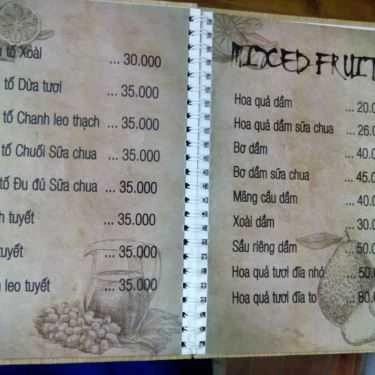 tố Xoài ... 30.000
tố Dừa tươi ... 35.000
tố Chanh leo thạch ... 35.000
tố Chuối Sữa chua ... 35.000
tố Đu đủ Sữa chua ... 35.000
tuyết ... 35.000
tuyết ... 35.000
leo tuyết ... 35.000
MIXED FRUIT
Hoa quả dầm ... 20.00
Hoa quả dầm sữa chua ... 26.00
Bơ dầm ... 40.0
Bơ dầm sữa chua ... 45.0
Mãng cầu dầm ... 40.0
Xoài dầm ... 30.0
Sầu riêng dầm ... 50.0
Hoa quả tươi đĩa nhỏ ... 50.0
Hoa quả tươi đĩa to ... 80.0